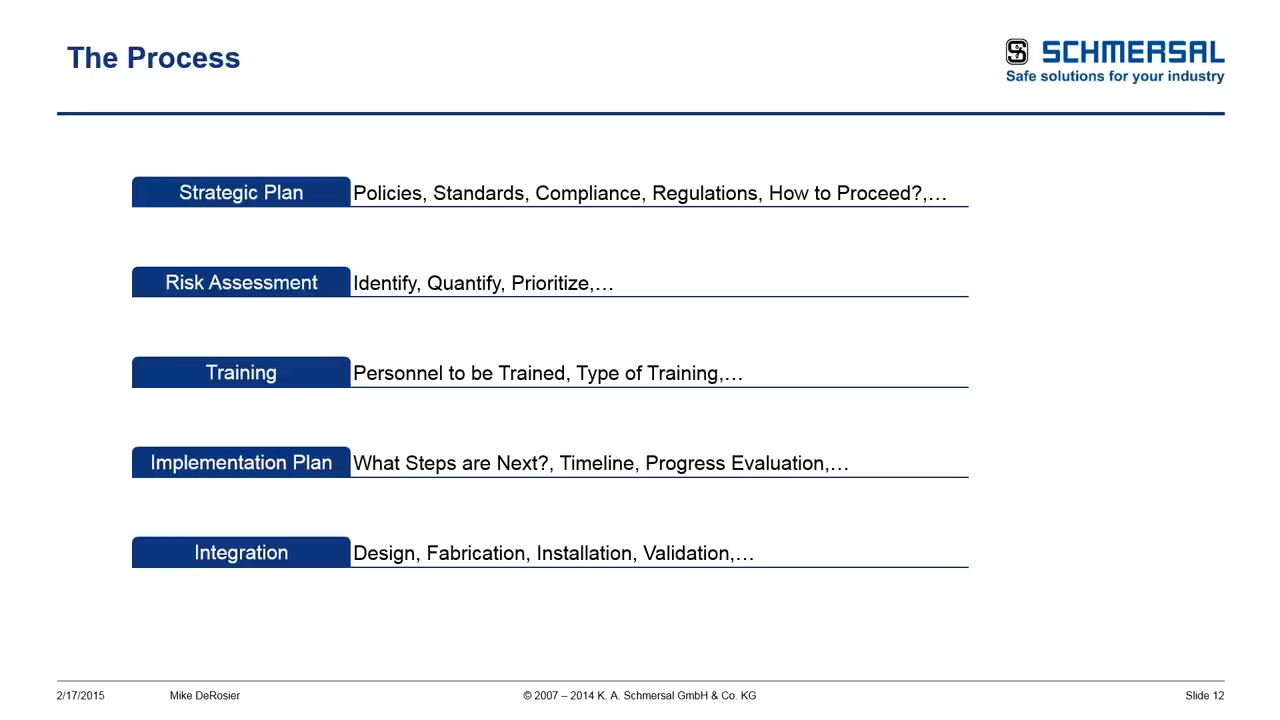 The Process
SCHMERSAL
Safe solutions for your industry
Strategic Plan Policies, Standards, Compliance, Regulations, How to Proceed?,…
Risk Assessment Identify, Quantify, Prioritize,…
Training Personnel to be Trained, Type of Training,…
Implementation Plan What Steps are Next?, Timeline, Progress Evaluation,…
Integration Design, Fabrication, Installation, Validation,…
2/17/2015 Mike DeRosier © 2007 – 2014 K. A. Schmersal GmbH & Co. KG Slide 12